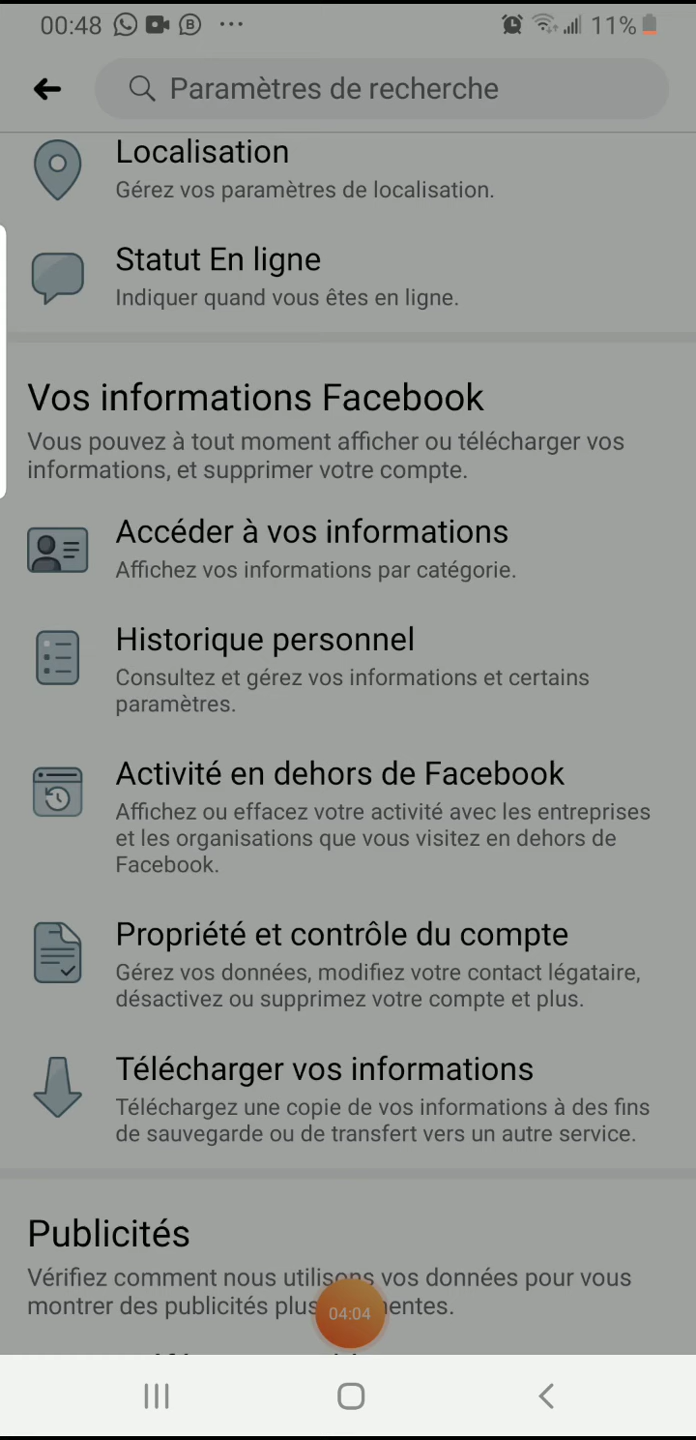 00:48 B ... 11%
Paramètres de recherche
Localisation
Gérez vos paramètres de localisation.
Statut En ligne
Indiquer quand vous êtes en ligne.
Vos informations Facebook
Vous pouvez à tout moment afficher ou télécharger vos
informations, et supprimer votre compte.
Accéder à vos informations
Affichez vos informations par catégorie.
Historique personnel
Consultez et gérez vos informations et certains
paramètres.
Activité en dehors de Facebook
Affichez ou effacez votre activité avec les entreprises
et les organisations que vous visitez en dehors de
Facebook.
Propriété et contrôle du compte
Gérez vos données, modifiez votre contact légataire,
désactivez ou supprimez votre compte et plus.
Télécharger vos informations
Téléchargez une copie de vos informations à des fins
de sauvegarde ou de transfert vers un autre service.
Publicités
Vérifiez comment nous utilisons vos données pour vous
montrer des publicités
04:04